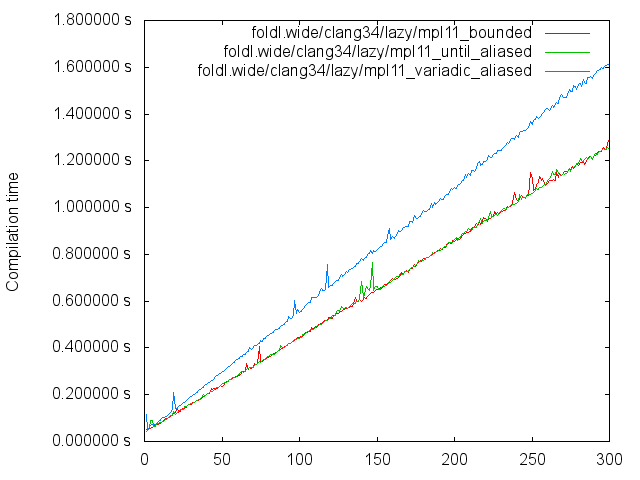 foldl.wide/clang34/lazy/mpl11_bounded
foldl.wide/clang34/lazy/mpl11_until_aliased
foldl.wide/clang34/lazy/mpl11_variadic_aliased
Compilation time
1.800000 s
1.600000 s
1.400000 s
1.200000 s
1.000000 s
0.800000 s
0.600000 s
0.400000 s
0.200000 s
0.000000 s
0 50 100 150 200 250 300